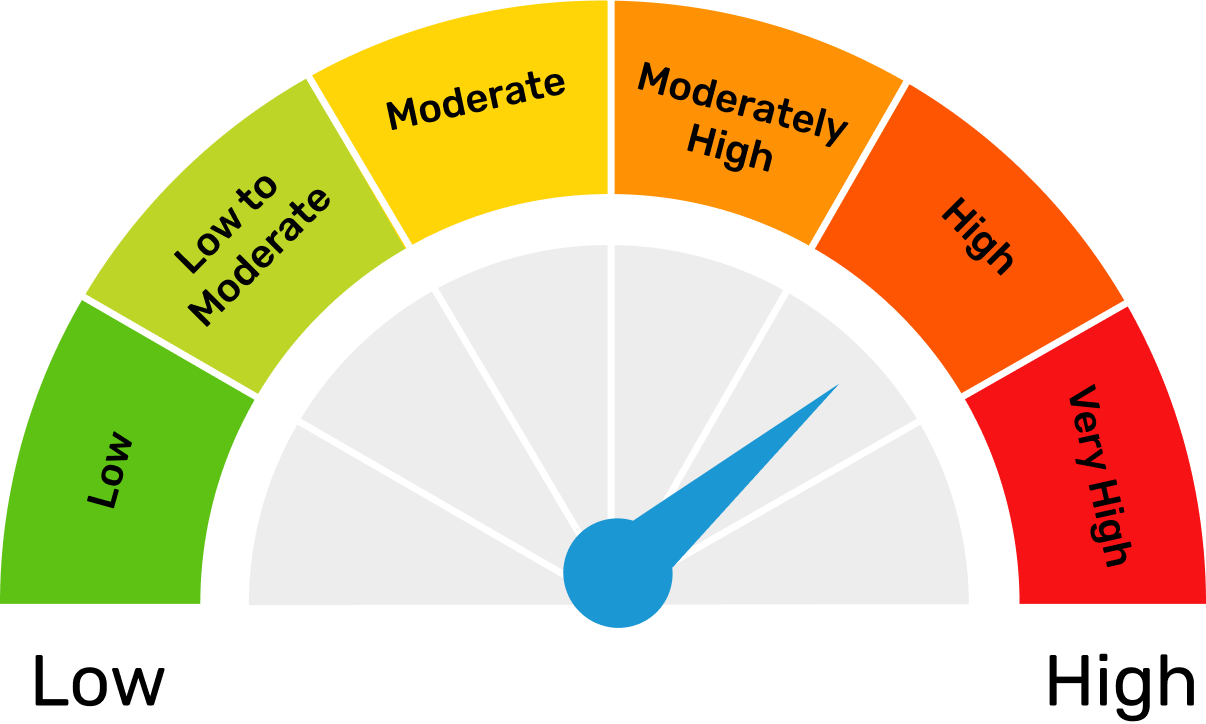 Low
Low to
Moderate
Moderate
Moderately
High
High
Very High
Low
High